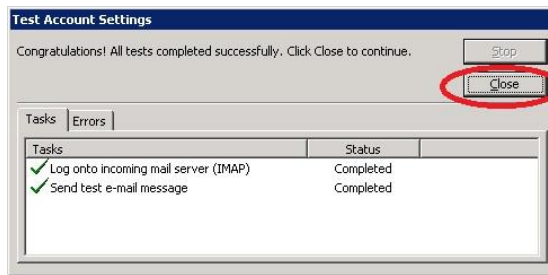 Test Account Settings
Congratulations! All tests completed successfully. Click Close to continue.
Stop
Close
Tasks Errors
Tasks Status
Log onto incoming mail server (IMAP) Completed
Send test e-mail message Completed